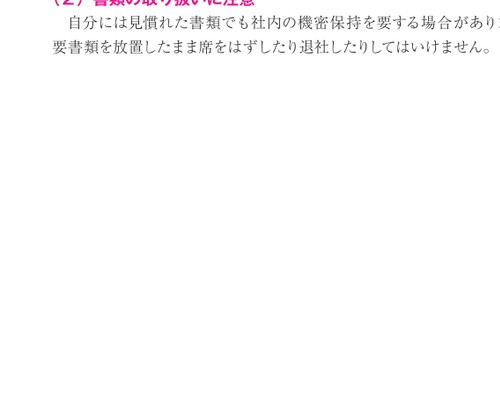 （2）書類の取り扱いに注意
自分には見慣れた書類でも社内の機密保持を要する場合があり
要書類を放置したまま席をはずしたり退社したりしてはいけません。